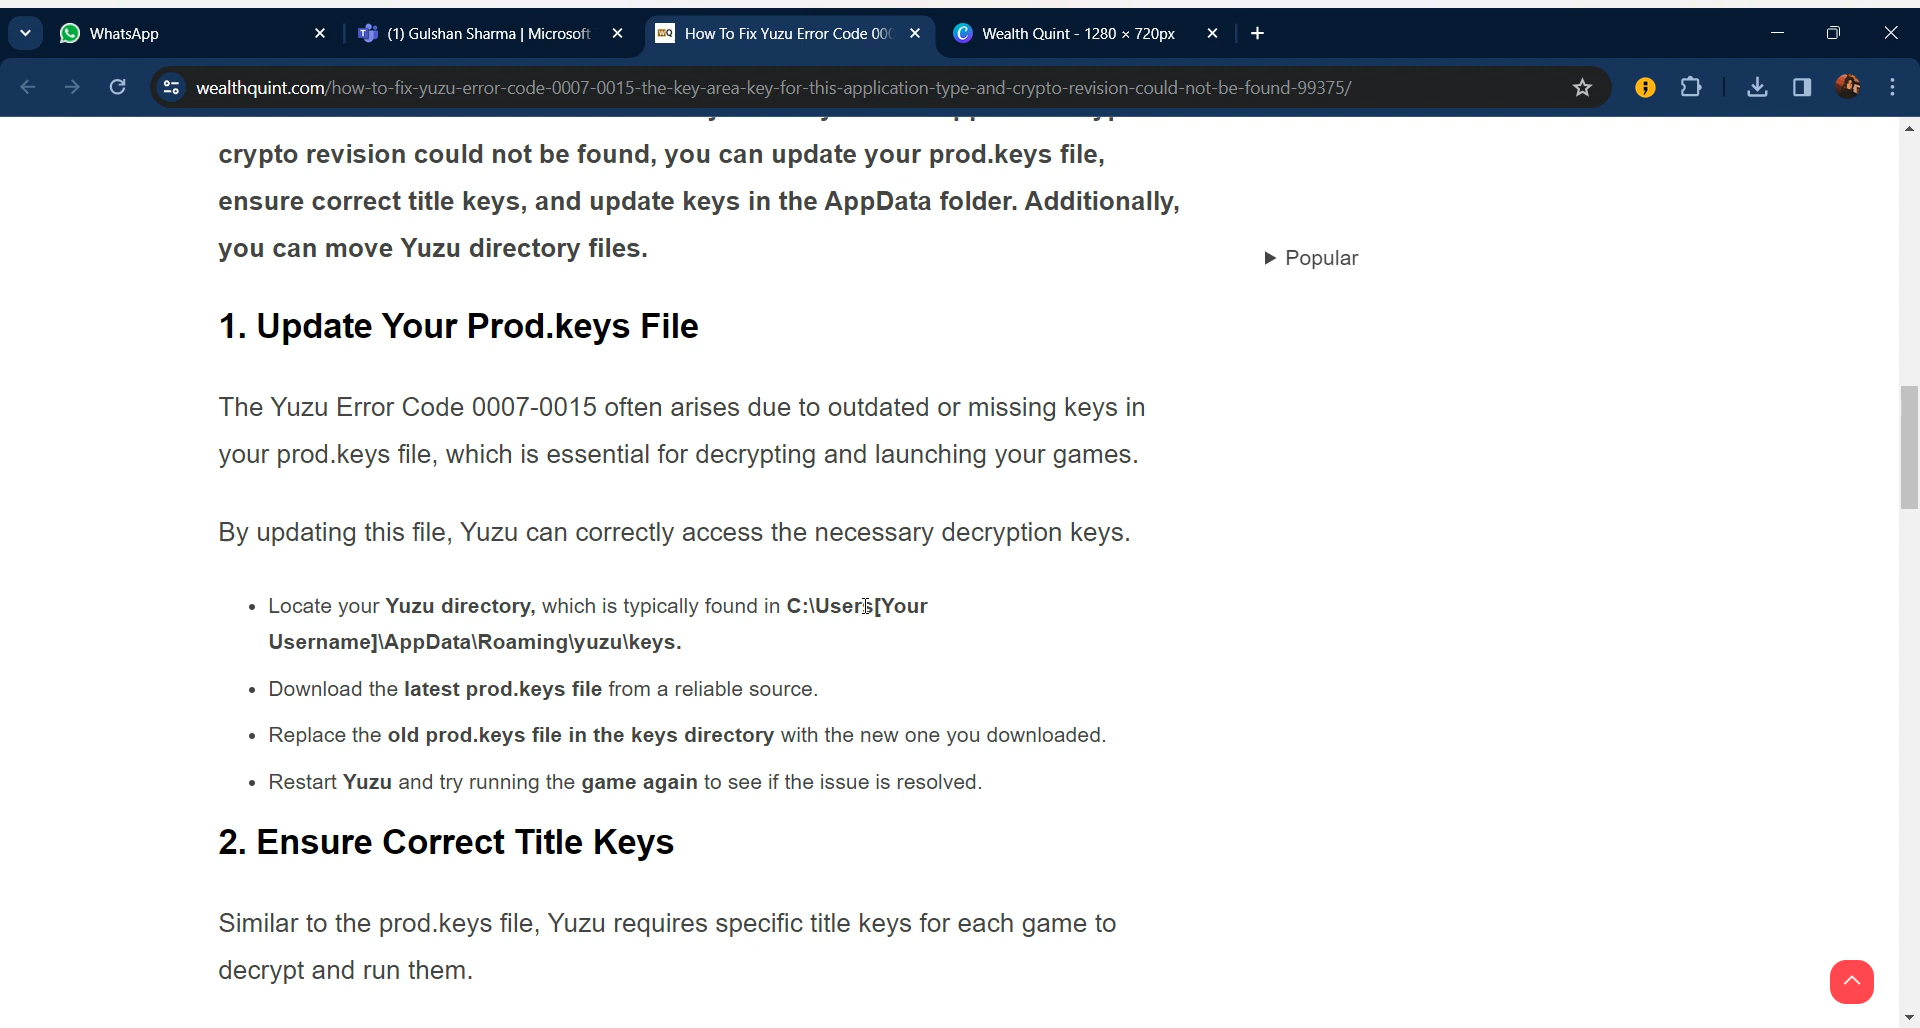 WhatsApp
(1) Gulshan Sharma | Microsoft
WQ
How To Fix Yuzu Error Code 00
Wealth Quint - 1280 × 720px
wealthquint.com/how-to-fix-yuzu-error-code-0007-0015-the-key-area-key-for-this-application-type-and-crypto-revision-could-not-be-found-99375/
crypto revision could not be found, you can update your prod.keys file,
ensure correct title keys, and update keys in the AppData folder. Additionally,
you can move Yuzu directory files.
Popular
1. Update Your Prod.keys File
The Yuzu Error Code 0007-0015 often arises due to outdated or missing keys in
your prod.keys file, which is essential for decrypting and launching your games.
By updating this file, Yuzu can correctly access the necessary decryption keys.
• Locate your Yuzu directory, which is typically found in C:\Users[Your
Username]\AppData\Roaming\yuzu\keys.
• Download the latest prod.keys file from a reliable source.
• Replace the old prod.keys file in the keys directory with the new one you downloaded.
• Restart Yuzu and try running the game again to see if the issue is resolved.
2. Ensure Correct Title Keys
Similar to the prod.keys file, Yuzu requires specific title keys for each game to
decrypt and run them.